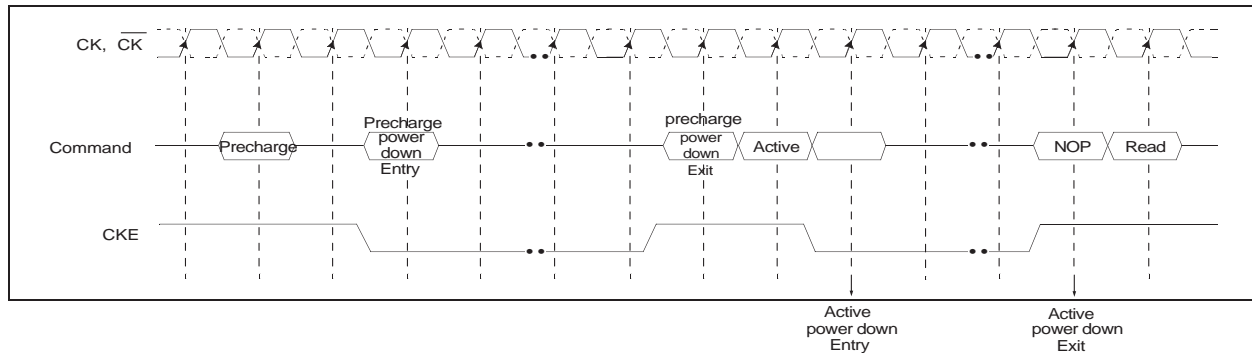 CK, CK
Command
Precharge
Precharge
power
down
Entry
precharge
power
down
Exit
Active
NOP
Read
CKE
Active
power down
Entry
Active
power down
Exit